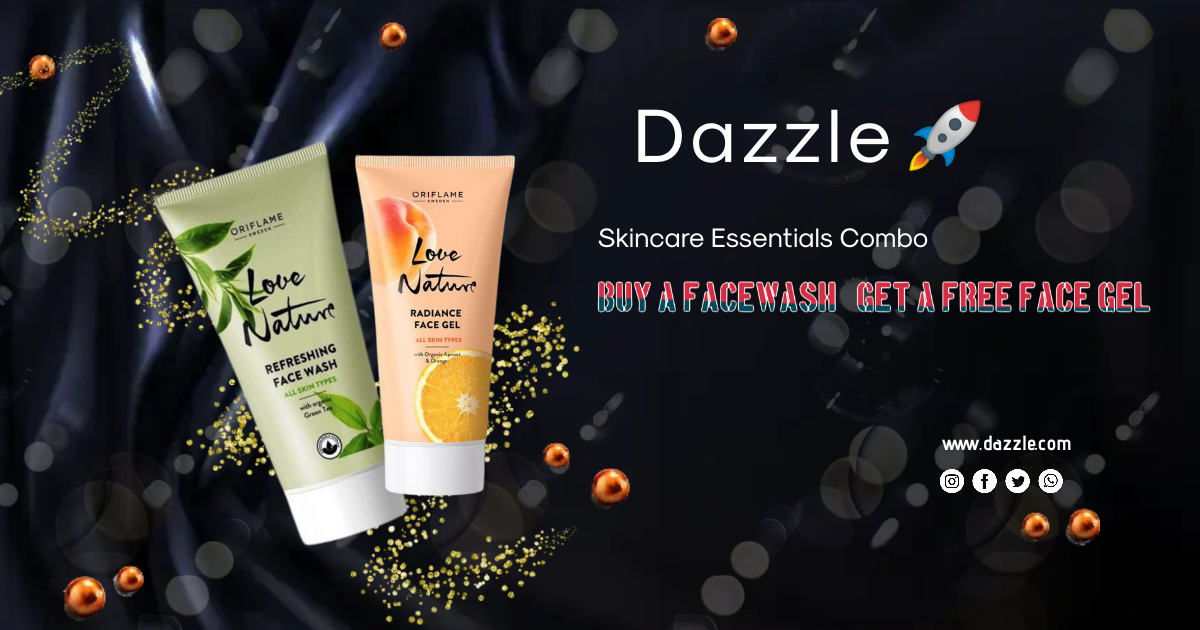 Dazzle 🚀
Skincare Essentials Combo
BUY A FACEWASH GET A FREE FACE GEL
ORIFLAME
SWEDEN
Love
Nature
REFRESHING
FACE WASH
ALL SKIN TYPES
with organic
Green Tea
ORIFLAME
SWEDEN
Love
Nature
RADIANCE
FACE GEL
ALL SKIN TYPES
with Organic Apricot
& Orange
www.dazzle.com